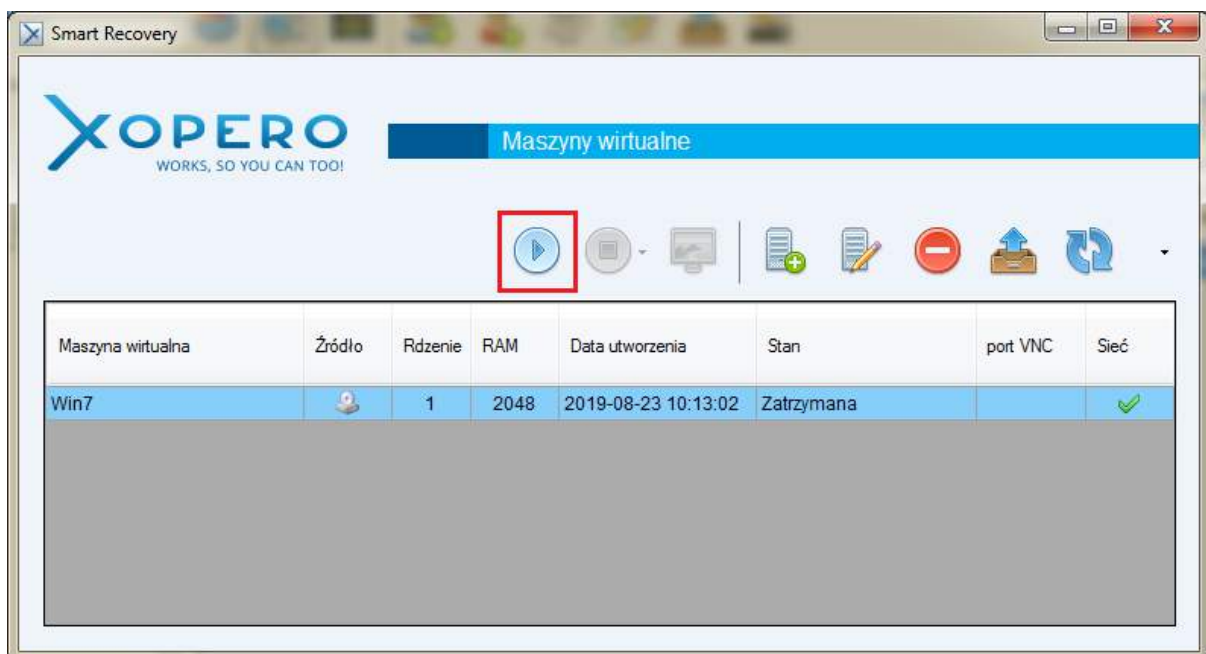 Smart Recovery
XOPERO
WORKS, SO YOU CAN TOO!
Maszyny wirtualne
Maszyna wirtualna Źródło Rdzenie RAM Data utworzenia Stan port VNC Sieć
Win7 1 2048 2019-08-23 10:13:02 Zatrzymana